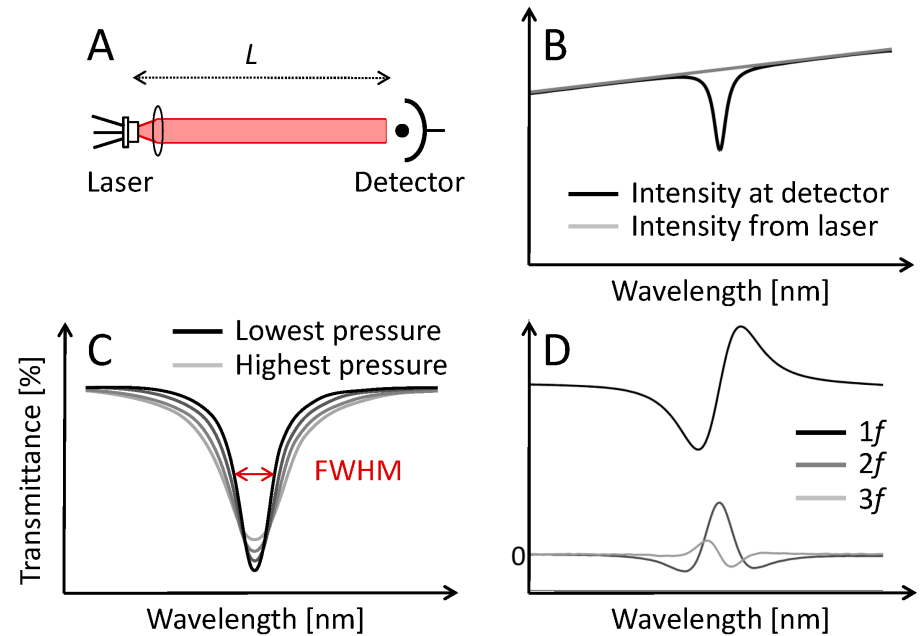 A
L
Laser
Detector
B
Intensity at detector
Intensity from laser
Wavelength [nm]
C
Lowest pressure
Highest pressure
FWHM
Transmittance [%]
Wavelength [nm]
D
1f
2f
3f
0
Wavelength [nm]